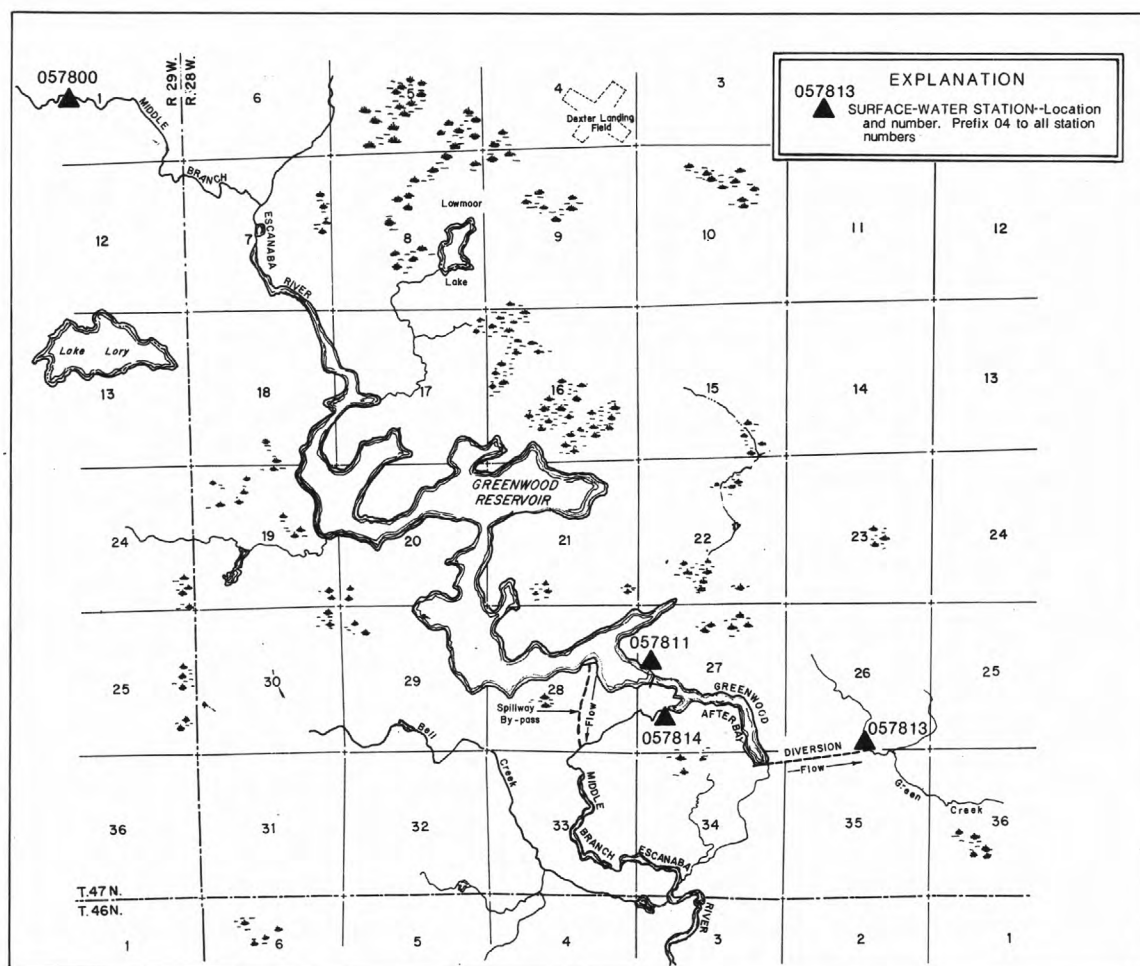 EXPLANATION
057813
SURFACE-WATER STATION--Location
and number. Prefix 04 to all station
numbers
057800
R. 29 W.
R. 28 W.
1
6
5
4
3
Dexter Landing
Field
MIDDLE
BRANCH
ESCANABA
RIVER
12
7
8
9
10
11
12
Lowmoor
Lake
Lake Lory
13
18
17
16
15
14
13
GREENWOOD
RESERVOIR
24
19
20
21
22
23
24
057811
25
30
29
28
27
26
25
Spillway
By-pass
Flow
GREENWOOD
AFTERBAY
057814
057813
DIVERSION
Flow
Bell
Creek
Green
Creek
MIDDLE
BRANCH
ESCANABA
RIVER
36
31
32
33
34
35
36
T.47N.
T.46N.
1
6
5
4
3
2
1